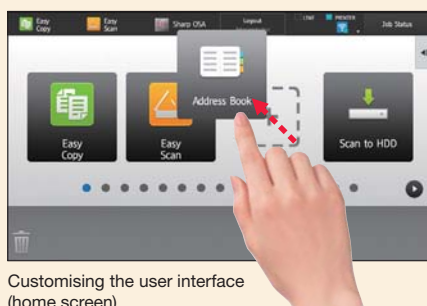 Easy
Copy
Easy
Scan
Sharp OSA
Logout
Job Status
Address Book
Easy
Copy
Easy
Scan
Scan to HDD
Customising the user interface
(home screen)